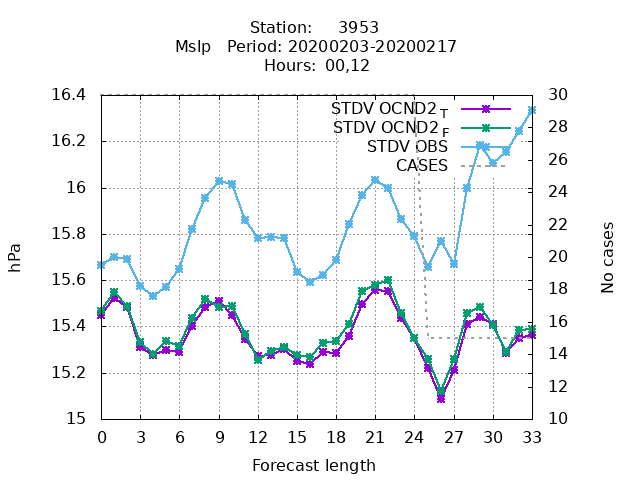 Station: 3953
Mslp Period: 20200203-20200217
Hours: 00,12
STDV OCND2 T
STDV OCND2 F
STDV OBS
CASES
hPa
16.4
16.2
16
15.8
15.6
15.4
15.2
15
30
28
26
24
22
20
18
16
14
12
10
No cases
0 3 6 9 12 15 18 21 24 27 30 33
Forecast length